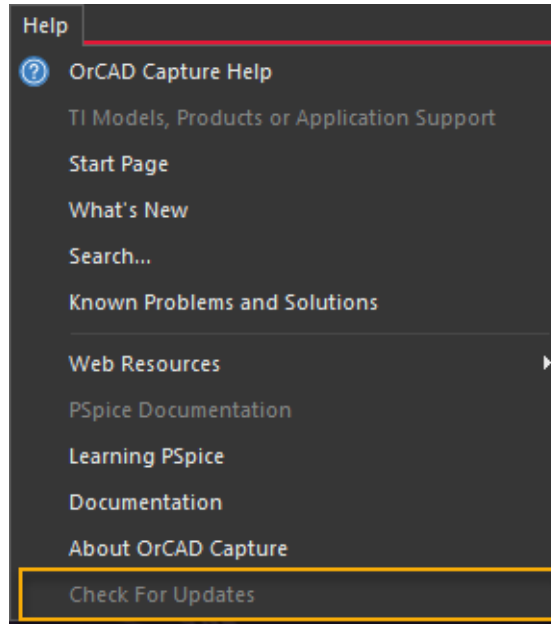 Help
OrCAD Capture Help
TI Models, Products or Application Support
Start Page
What's New
Search...
Known Problems and Solutions
Web Resources
PSpice Documentation
Learning PSpice
Documentation
About OrCAD Capture
Check For Updates